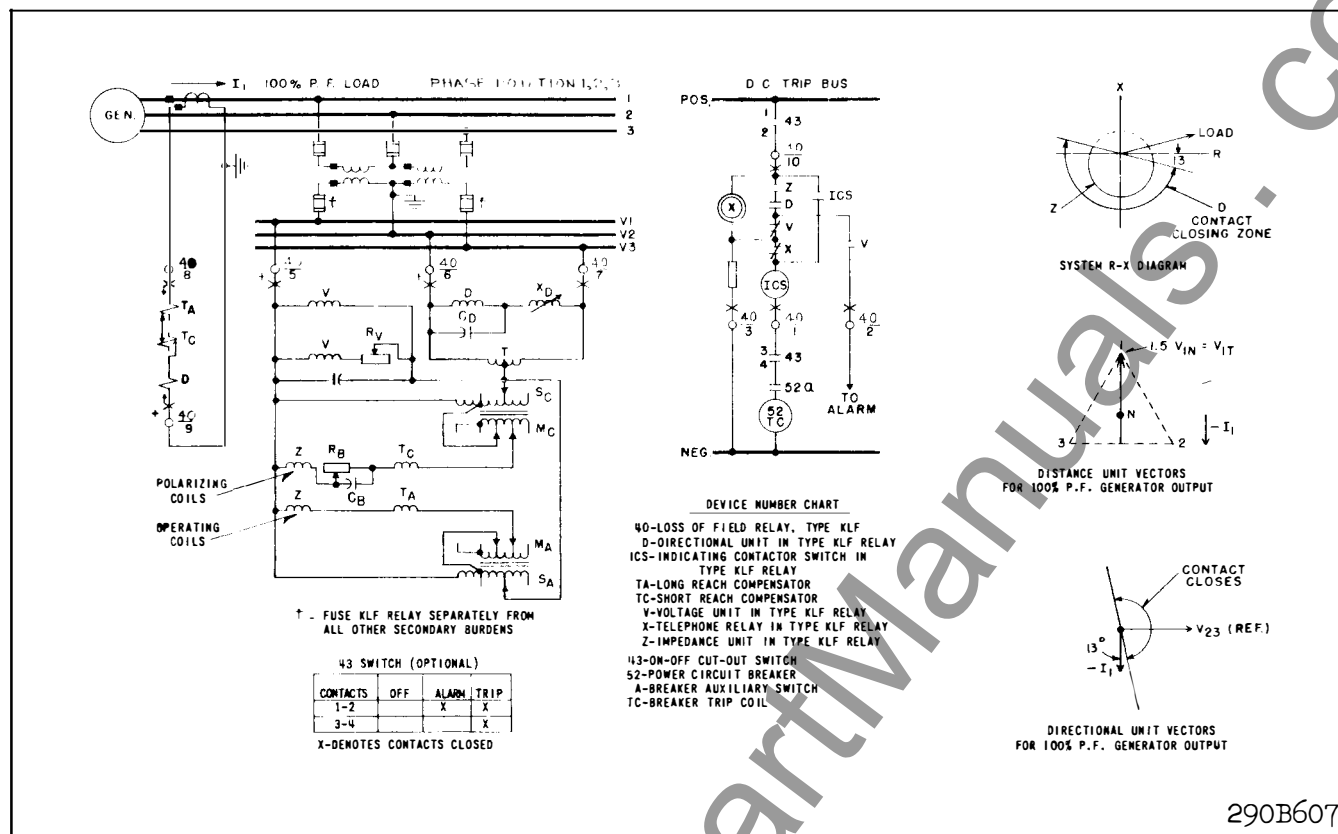 I1 100% P.F. LOAD
PHASE ROTATION 1,2,3
1
2
3
GEN.
†
†
V1
V2
V3
40
8
40
5
40
6
40
7
+
+
TA
TC
D
+
40
9
V
D
XD
CD
V
RV
T
SC
MC
Z
RB
TC
CB
POLARIZING
COILS
Z
TA
OPERATING
COILS
MA
SA
† - FUSE KLF RELAY SEPARATELY FROM
ALL OTHER SECONDARY BURDENS
43 SWITCH (OPTIONAL)
CONTACTS OFF ALARM TRIP
1-2 X X
3-4 X
X-DENOTES CONTACTS CLOSED
D C TRIP BUS
POS.
1
2
43
40
10
Z
D
ICS
X
V
V
X
ICS
40
3
40
1
40
2
3
4
43
52a
52
TC
TO
ALARM
NEG
DEVICE NUMBER CHART
40-LOSS OF FIELD RELAY, TYPE KLF
D-DIRECTIONAL UNIT IN TYPE KLF RELAY
ICS-INDICATING CONTACTOR SWITCH IN
TYPE KLF RELAY
TA-LONG REACH COMPENSATOR
TC-SHORT REACH COMPENSATOR
V-VOLTAGE UNIT IN TYPE KLF RELAY
X-TELEPHONE RELAY IN TYPE KLF RELAY
Z-IMPEDANCE UNIT IN TYPE KLF RELAY
43-ON-OFF CUT-OUT SWITCH
52-POWER CIRCUIT BREAKER
A-BREAKER AUXILIARY SWITCH
TC-BREAKER TRIP COIL
X
LOAD
R
13
Z
D
CONTACT
CLOSING ZONE
SYSTEM R-X DIAGRAM
1
1.5 V1N = V1T
N
-I1
3
2
DISTANCE UNIT VECTORS
FOR 100% P.F. GENERATOR OUTPUT
CONTACT
CLOSES
V23 (REF.)
13°
-I1
DIRECTIONAL UNIT VECTORS
FOR 100% P.F. GENERATOR OUTPUT
290B607